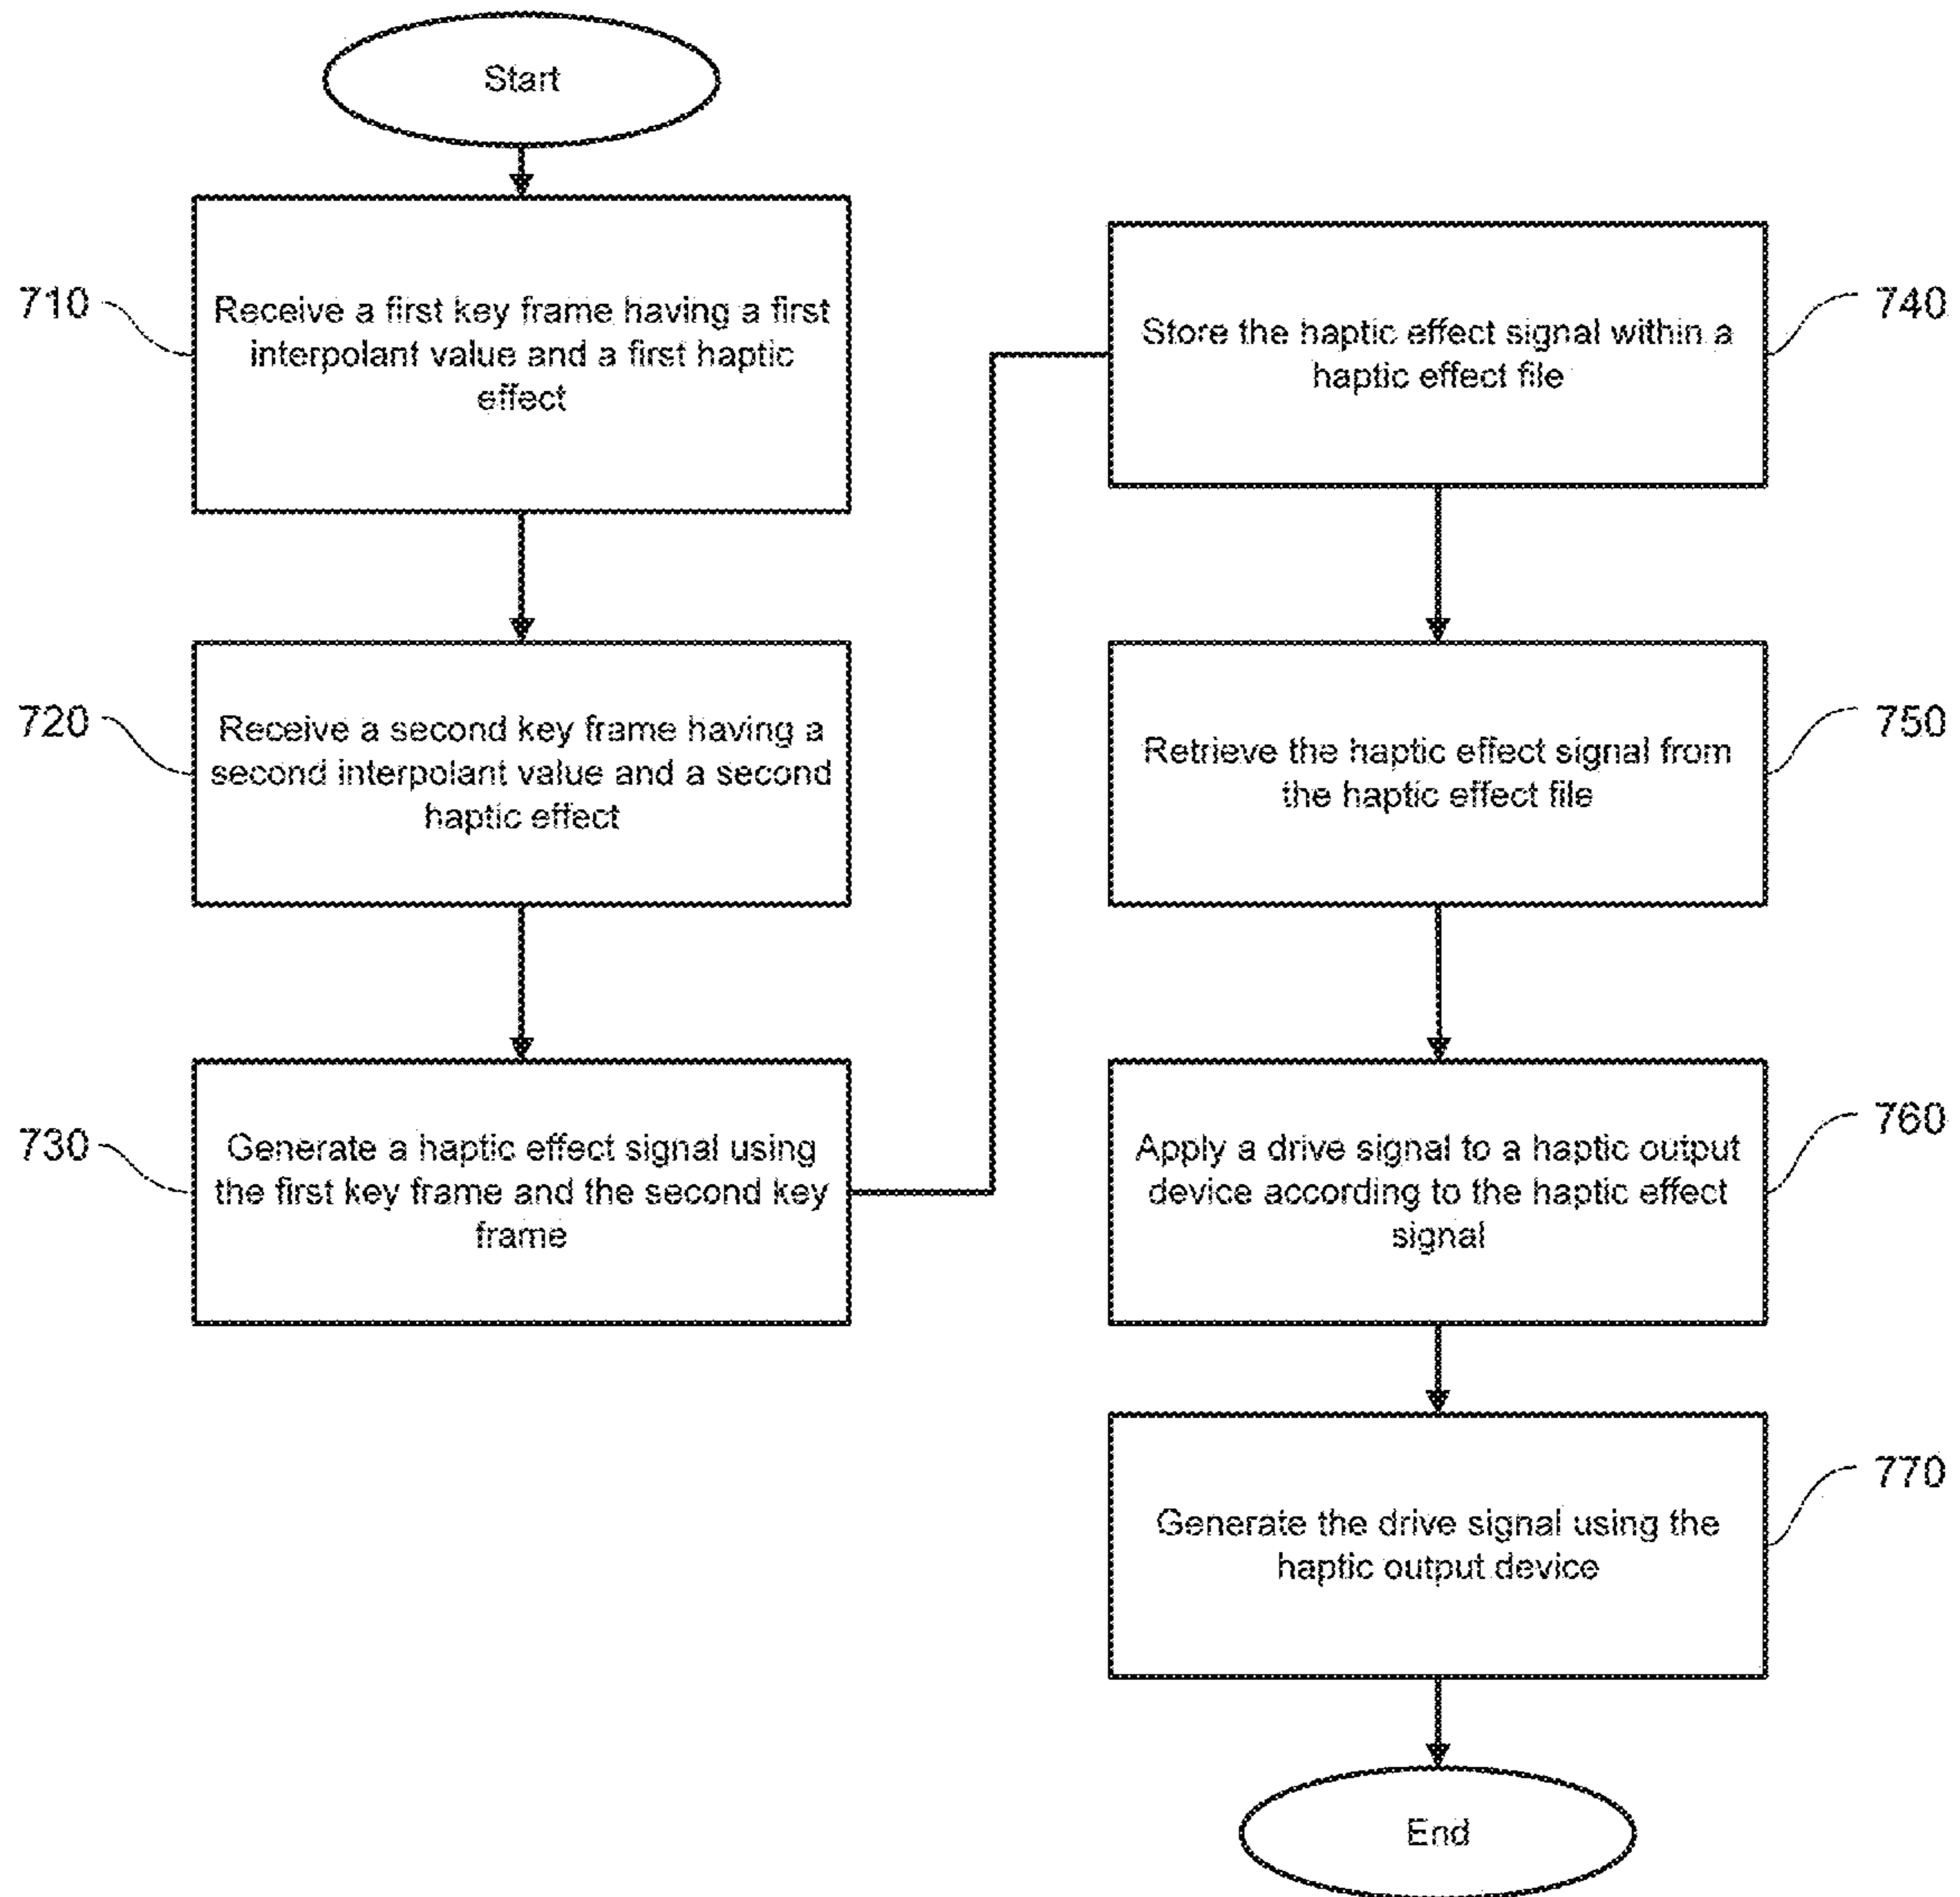 Start
710
Receive a first key frame having a first
interpolant value and a first haptic
effect
720
Receive a second key frame having a
second interpolant value and a second
haptic effect
730
Generate a haptic effect signal using
the first key frame and the second key
frame
740
Store the haptic effect signal within a
haptic effect file
750
Retrieve the haptic effect signal from
the haptic effect file
760
Apply a drive signal to a haptic output
device according to the haptic effect
signal
770
Generate the drive signal using the
haptic output device
End